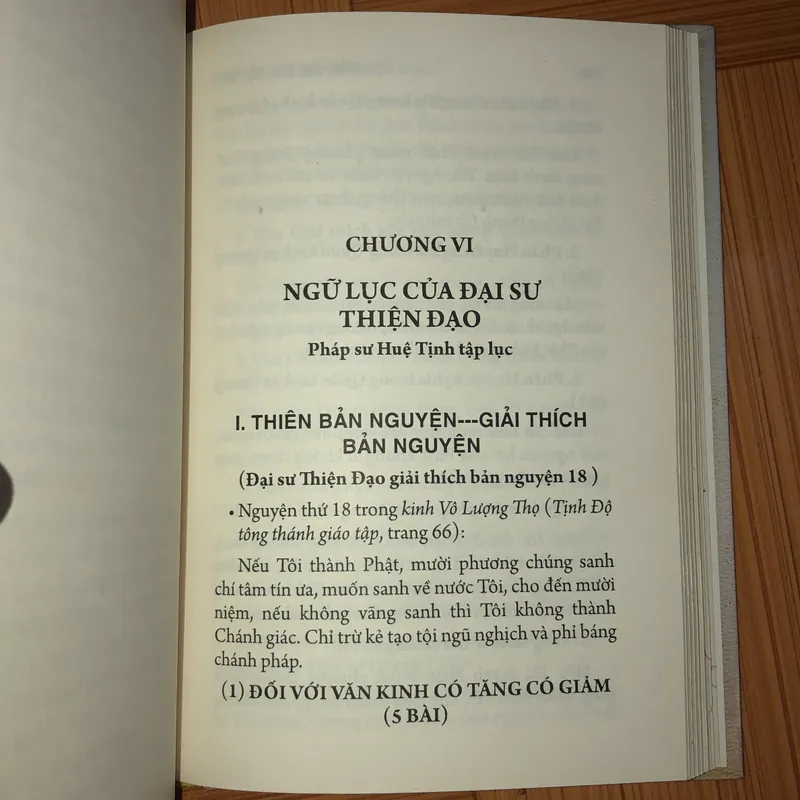 CHƯƠNG VI
NGỮ LỤC CỦA ĐẠI SƯ
THIỆN ĐẠO
Pháp sư Huệ Tịnh tập lục
I. THIÊN BẢN NGUYỆN---GIẢI THÍCH
BẢN NGUYỆN
(Đại sư Thiện Đạo giải thích bản nguyện 18 )
• Nguyện thứ 18 trong kinh Vô Lượng Thọ (Tịnh Độ
tông thánh giáo tập, trang 66):
Nếu Tôi thành Phật, mười phương chúng sanh
chí tâm tín ưa, muốn sanh về nước Tôi, cho đến mười
niệm, nếu không vãng sanh thì Tôi không thành
Chánh giác. Chỉ trừ kẻ tạo tội ngũ nghịch và phỉ báng
chánh pháp.
(1) ĐỐI VỚI VĂN KINH CÓ TĂNG CÓ GIẢM
(5 BÀI)